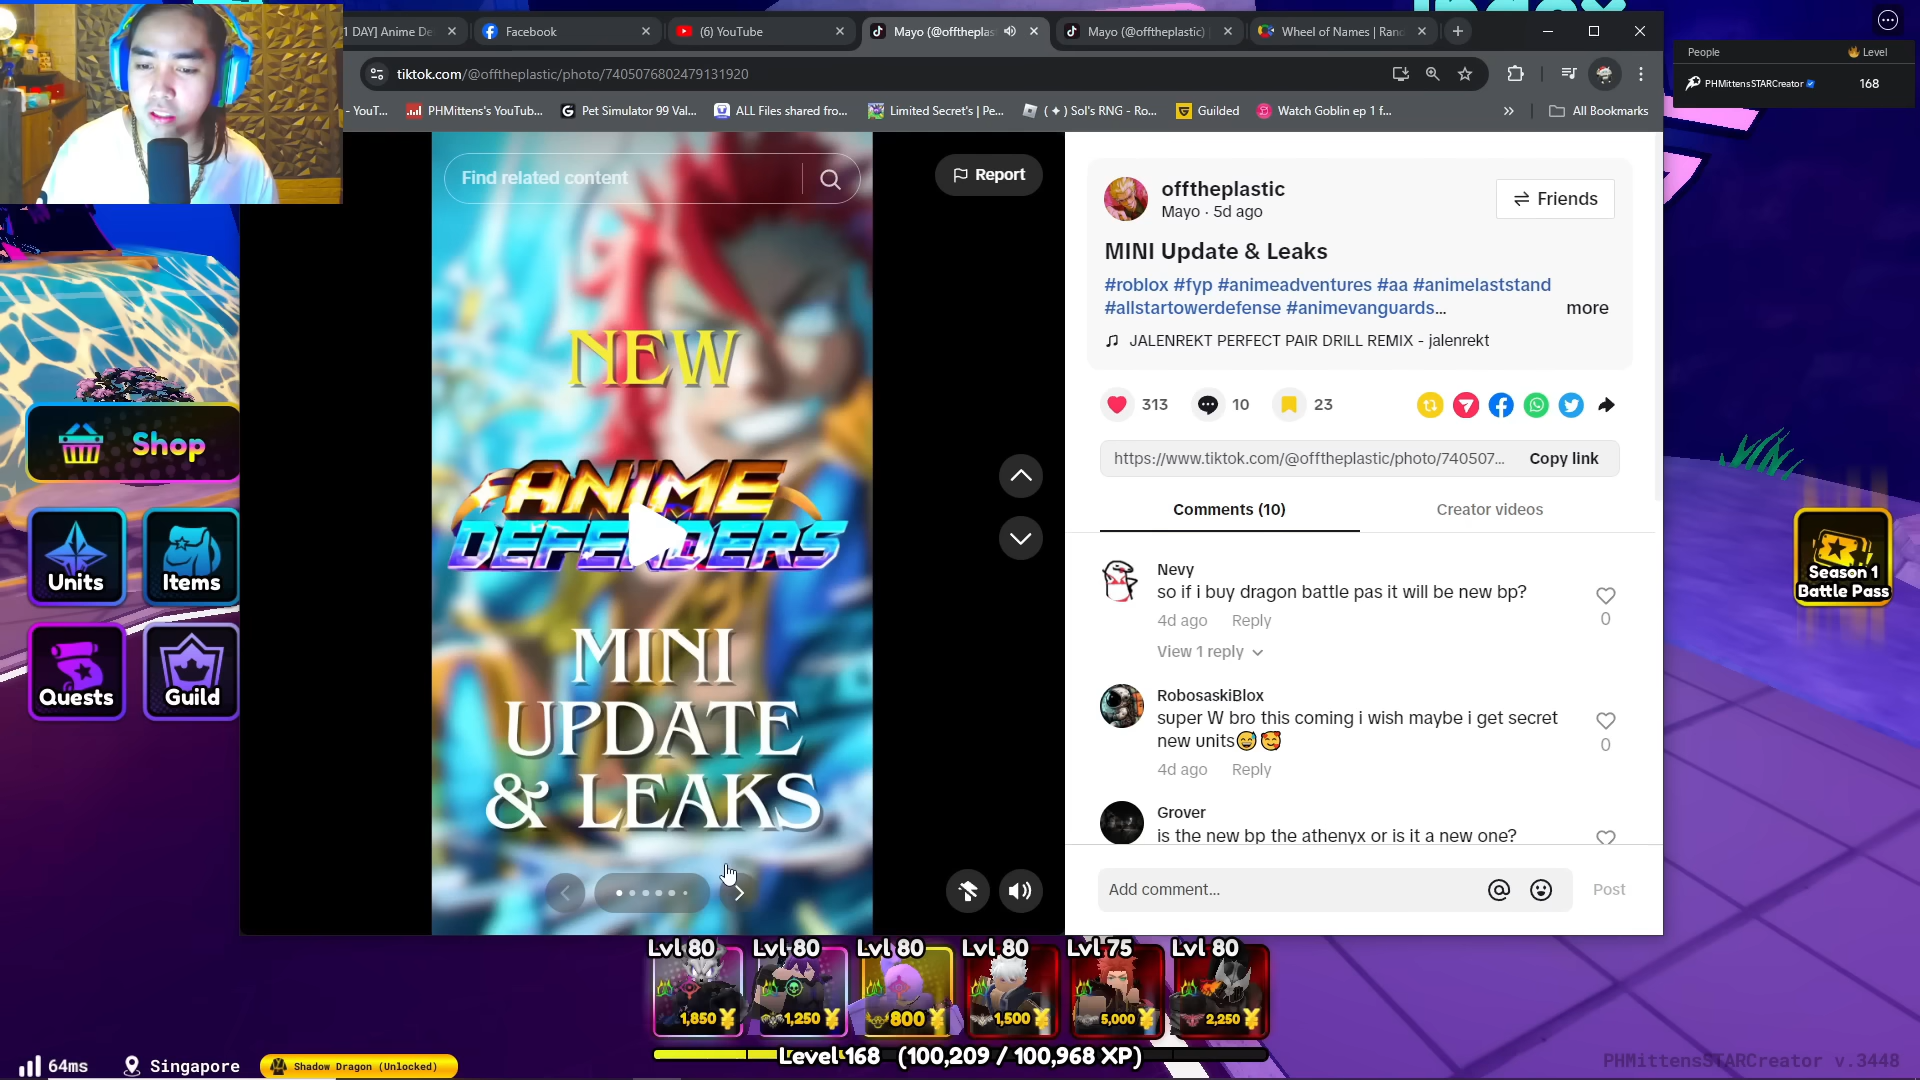 1 DAY] Anime De
Facebook
(6) YouTube
Mayo (@offtheplas
Mayo (@offtheplastic)
Wheel of Names | Ran
tiktok.com/@offtheplastic/photo/7405076802479131920
- YouT...
PHMittens's YouTub...
Pet Simulator 99 Val...
ALL Files shared fro...
Limited Secret's | Pe...
( ✦ ) Sol's RNG - Ro...
Guilded
Watch Goblin ep 1 f...
»
All Bookmarks
People
Level
PHMittensSTARCreator
168
Find related content
Report
NEW
ANIME
DEFENDERS
MINI
UPDATE
& LEAKS
offtheplastic
Mayo · 5d ago
Friends
MINI Update & Leaks
#roblox #fyp #animeadventures #aa #animelaststand
#allstartowerdefense #animevanguards...
more
JALENREKT PERFECT PAIR DRILL REMIX - jalenrekt
313
10
23
https://www.tiktok.com/@offtheplastic/photo/740507...
Copy link
Comments (10)
Creator videos
Nevy
so if i buy dragon battle pas it will be new bp?
4d ago
Reply
0
View 1 reply
RobosaskiBlox
super W bro this coming i wish maybe i get secret
new units😅🥰
4d ago
Reply
0
Grover
is the new bp the athenyx or is it a new one?
Add comment...
Post
Shop
Units
Items
Quests
Guild
Season 1
Battle Pass
Lvl 80
Lvl 80
Lvl 80
Lvl 80
Lvl 75
Lvl 80
1,850¥
1,250¥
800¥
1,500¥
5,000¥
2,250¥
Level 168 (100,209 / 100,968 XP)
64ms
Singapore
Shadow Dragon (Unlocked)
PHMittensSTARCreator v.3448